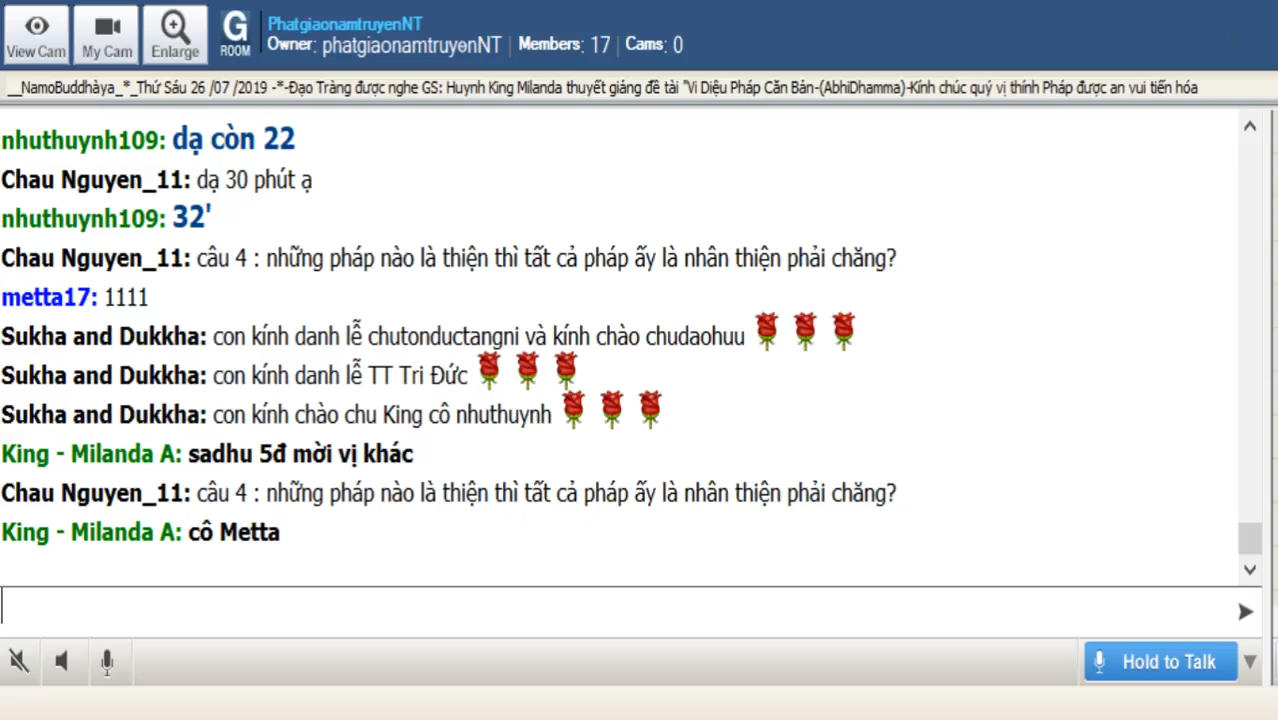 View Cam
My Cam
Enlarge
G
ROOM
PhatgiaonamtruyenNT
Owner: phatgiaonamtruyenNT | Members: 17 | Cams: 0
__NamoBuddhàya_*_Thứ Sáu 26 /07 /2019 -*-Đạo Tràng được nghe GS: Huynh King Milanda thuyết giảng đề tài "Vi Diệu Pháp Căn Bản-(AbhiDhamma)-Kính chúc quý vị thính Pháp được an vui tiến hóa
nhuthuynh109: dạ còn 22
Chau Nguyen_11: dạ 30 phút ạ
nhuthuynh109: 32'
Chau Nguyen_11: câu 4 : những pháp nào là thiện thì tất cả pháp ấy là nhân thiện phải chăng?
metta17: 1111
Sukha and Dukkha: con kính danh lễ chutonductangni và kính chào chudaohuu
Sukha and Dukkha: con kính danh lễ TT Tri Đức
Sukha and Dukkha: con kính chào chu King cô nhuthuynh
King - Milanda A: sadhu 5đ mời vị khác
Chau Nguyen_11: câu 4 : những pháp nào là thiện thì tất cả pháp ấy là nhân thiện phải chăng?
King - Milanda A: cô Metta
Hold to Talk